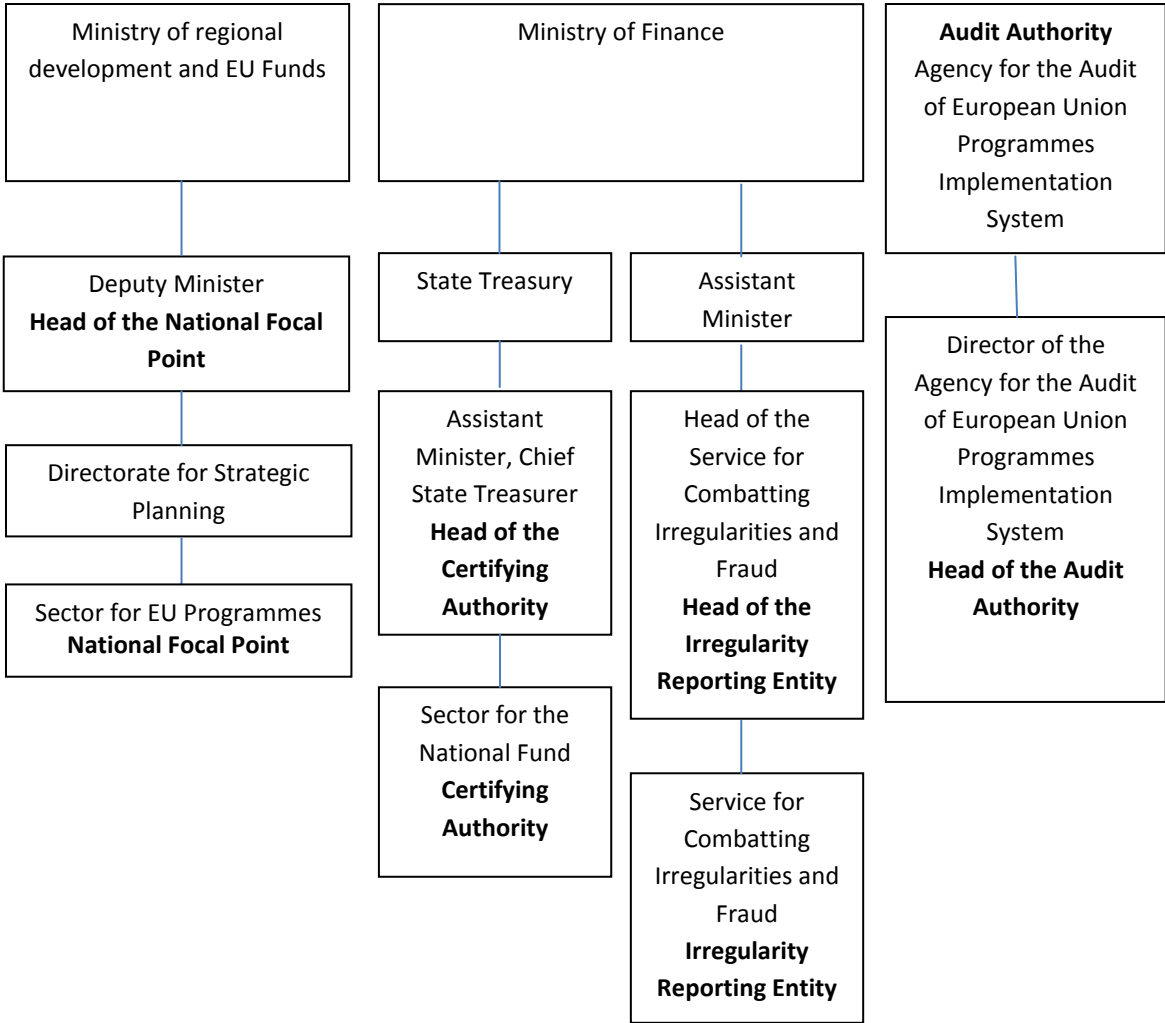 Ministry of regional
development and EU Funds
Deputy Minister
Head of the National Focal
Point
Directorate for Strategic
Planning
Sector for EU Programmes
National Focal Point
Ministry of Finance
State Treasury
Assistant
Minister, Chief
State Treasurer
Head of the
Certifying
Authority
Sector for the
National Fund
Certifying
Authority
Assistant
Minister
Head of the
Service for
Combatting
Irregularities and
Fraud
Head of the
Irregularity
Reporting Entity
Service for
Combatting
Irregularities and
Fraud
Irregularity
Reporting Entity
Audit Authority
Agency for the Audit
of European Union
Programmes
Implementation
System
Director of the
Agency for the Audit
of European Union
Programmes
Implementation
System
Head of the Audit
Authority